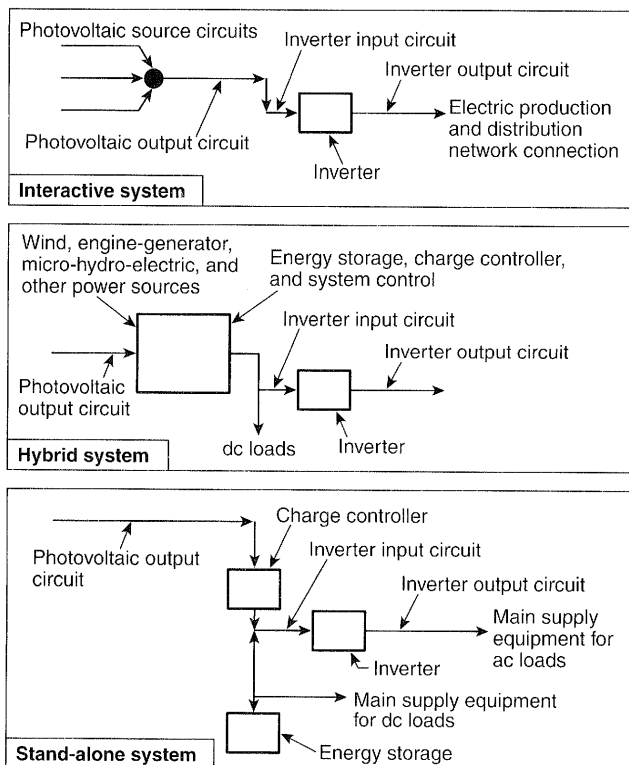 Photovoltaic source circuits
Inverter input circuit
Inverter output circuit
Photovoltaic output circuit
Electric production
and distribution
network connection
Inverter
Interactive system
Wind, engine-generator,
micro-hydro-electric, and
other power sources
Energy storage, charge controller,
and system control
Inverter input circuit
Inverter output circuit
Photovoltaic
output circuit
dc loads
Inverter
Hybrid system
Charge controller
Photovoltaic output
circuit
Inverter input circuit
Inverter output circuit
Main supply
equipment for
ac loads
Inverter
Main supply equipment
for dc loads
Energy storage
Stand-alone system